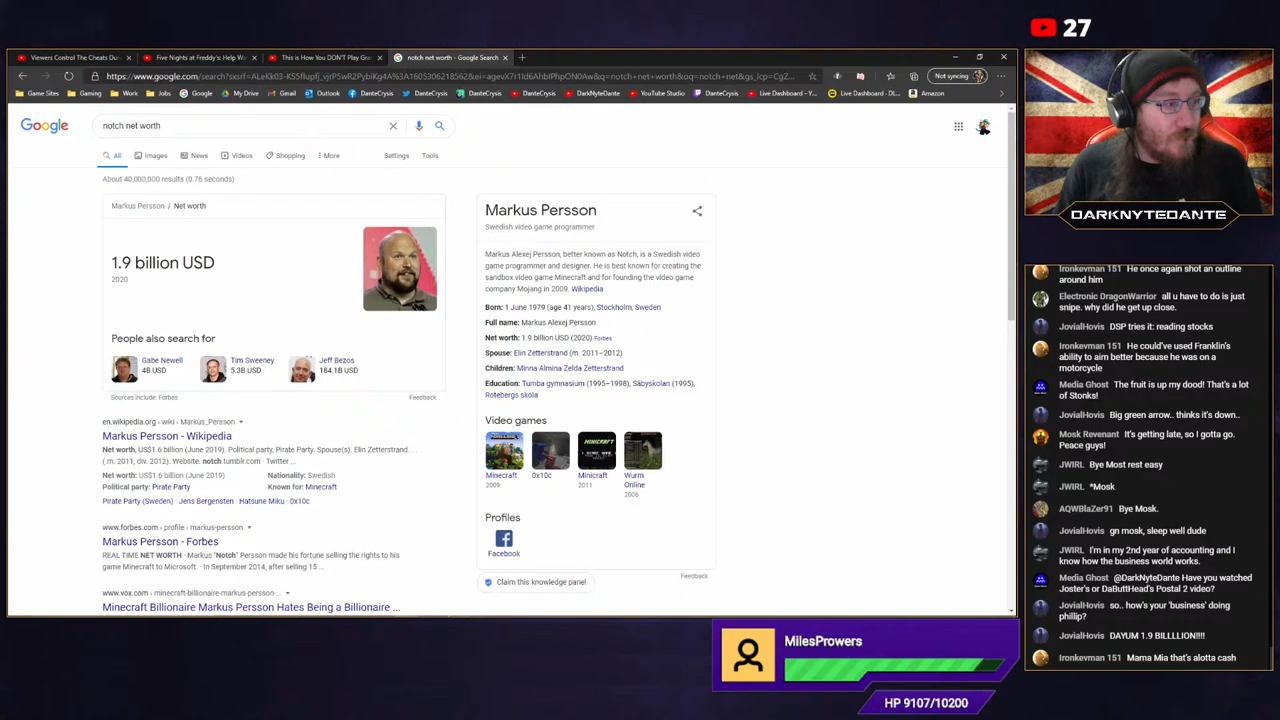 27
Viewers Control The Cheats Du
Five Nights at Freddy's Help Wa
This is How You DON'T Play Gra
notch net worth - Google Search
Not syncing
Game Sites
Gaming
Work
Jobs
Google
My Drive
Gmail
Outlook
DanteCrysis
DanteCrysis
DanteCrysis
DanteCrysis
DarkNyteDante
YouTube Studio
DanteCrysis
Live Dashboard - Y...
Live Dashboard - DL...
Amazon
Google
notch net worth
All
Images
News
Videos
Shopping
More
Settings
Tools
About 40,000,000 results (0.76 seconds)
Markus Persson / Net worth
1.9 billion USD
2020
People also search for
Gabe Newell
4B USD
Tim Sweeney
5.3B USD
Jeff Bezos
184.1B USD
Sources include: Forbes
Feedback
en.wikipedia.org › wiki › Markus_Persson
Markus Persson - Wikipedia
Net worth, US$1.6 billion (June 2019). Political party, Pirate Party. Spouse(s). Elin Zetterstrand. . .
( m. 2011; div. 2012). Website. notch.tumblr.com · Twitter ...
Net worth: US$1.6 billion (June 2019)
Nationality: Swedish
Political party: Pirate Party
Known for: Minecraft
Pirate Party (Sweden) · Jens Bergensten · Hatsune Miku · 0x10c
www.forbes.com › profile › markus-persson
Markus Persson - Forbes
REAL TIME NET WORTH · Markus "Notch" Persson made his fortune selling the rights to his
game Minecraft to Microsoft. · In September 2014, after selling 15 ...
www.vox.com › minecraft-billionaire-markus-persson-...
Minecraft Billionaire Markus Persson Hates Being a Billionaire ...
Markus Persson
Swedish video game programmer
Markus Alexej Persson, better known as Notch, is a Swedish
video game programmer and designer. He is best known for creating the
sandbox video game Minecraft and for founding the video game
company Mojang in 2009. Wikipedia
Born: 1 June 1979 (age 41 years), Stockholm, Sweden
Full name: Markus Alexej Persson
Net worth: 1.9 billion USD (2020) Forbes
Spouse: Elin Zetterstrand (m. 2011–2012)
Children: Minna Almina Zelda Zetterstrand
Education: Tumba gymnasium (1995–1998), Säbyskolan (1995),
Rotebergs skola
Video games
Minecraft
2009
0x10c
MINICRAFT
Minicraft
2011
Wurm
Online
2006
Profiles
Facebook
Claim this knowledge panel
Feedback
DARKNYTEDANTE
Ironkevman 151 He once again shot an outline
around him
Electronic DragonWarrior all u have to do is just
snipe. why did he get up close.
JovialHovis DSP tries it: reading stocks
Ironkevman 151 He could've used Franklin's
ability to aim better because he was on a
motorcycle
Media Ghost The fruit is up my dood! That's a lot
of Stonks!
JovialHovis Big green arrow.. thinks it's down..
Mosk Revenant It's getting late, so I gotta go.
Peace guys!
JWIRL Bye Most rest easy
JWIRL *Mosk
AQWBlaZer91 Bye Mosk.
JovialHovis gn mosk, sleep well dude
JWIRL I'm in my 2nd year of accounting and I
know how the business world works.
Media Ghost @DarkNyteDante Have you watched
Joster's or DaButtHead's Postal 2 video?
JovialHovis so.. how's your 'business' doing
phillip?
JovialHovis DAYUM 1.9 BILLLLION!!!!
Ironkevman 151 Mama Mia that's alotta cash
MilesProwers
HP 9107/10200